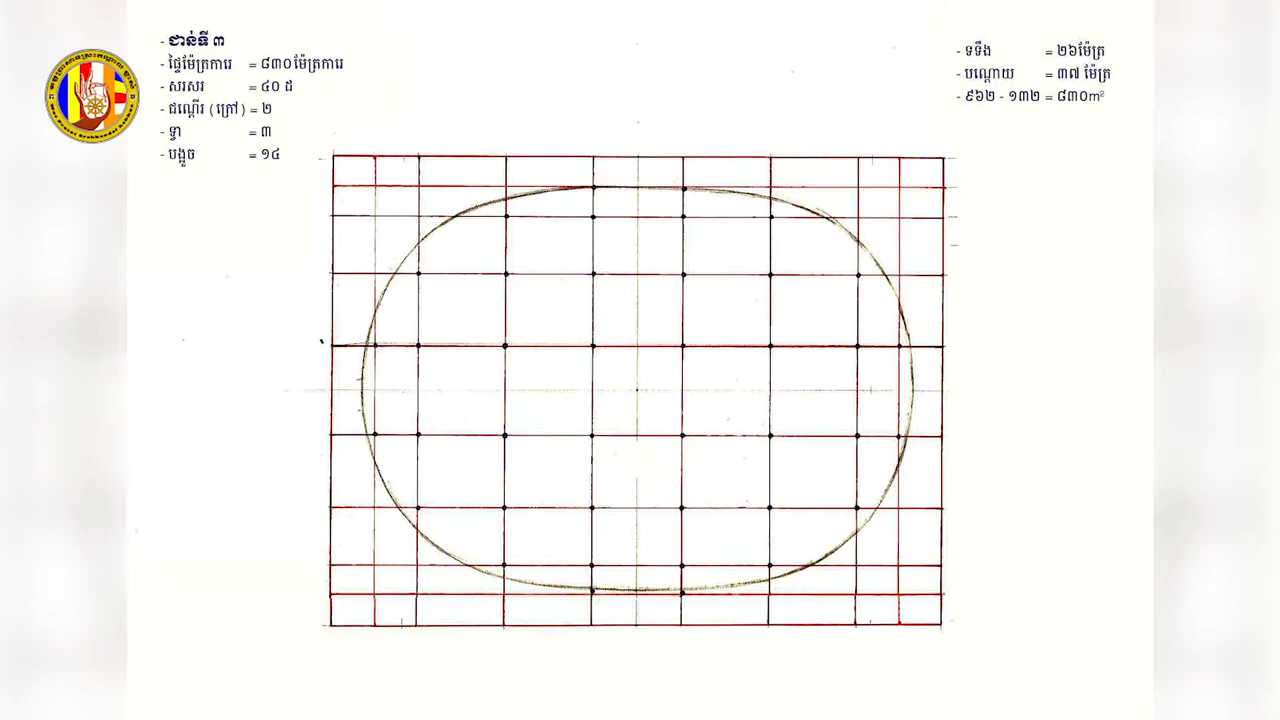 - ជាន់ទី ៣
- ផ្ទៃម៉ែត្រការេ = ៨៣០ម៉ែត្រការេ
- សរសរ = ៤០ ដ
- ជណ្តើរ (ក្រៅ) = ២
- ទ្វា = ៣
- បង្អួច = ១៤
- ទទឹង = ២៦ម៉ែត្រ
- បណ្តោយ = ៣៧ ម៉ែត្រ
- ៩៦២ - ១៣២ = ៨៣០m²